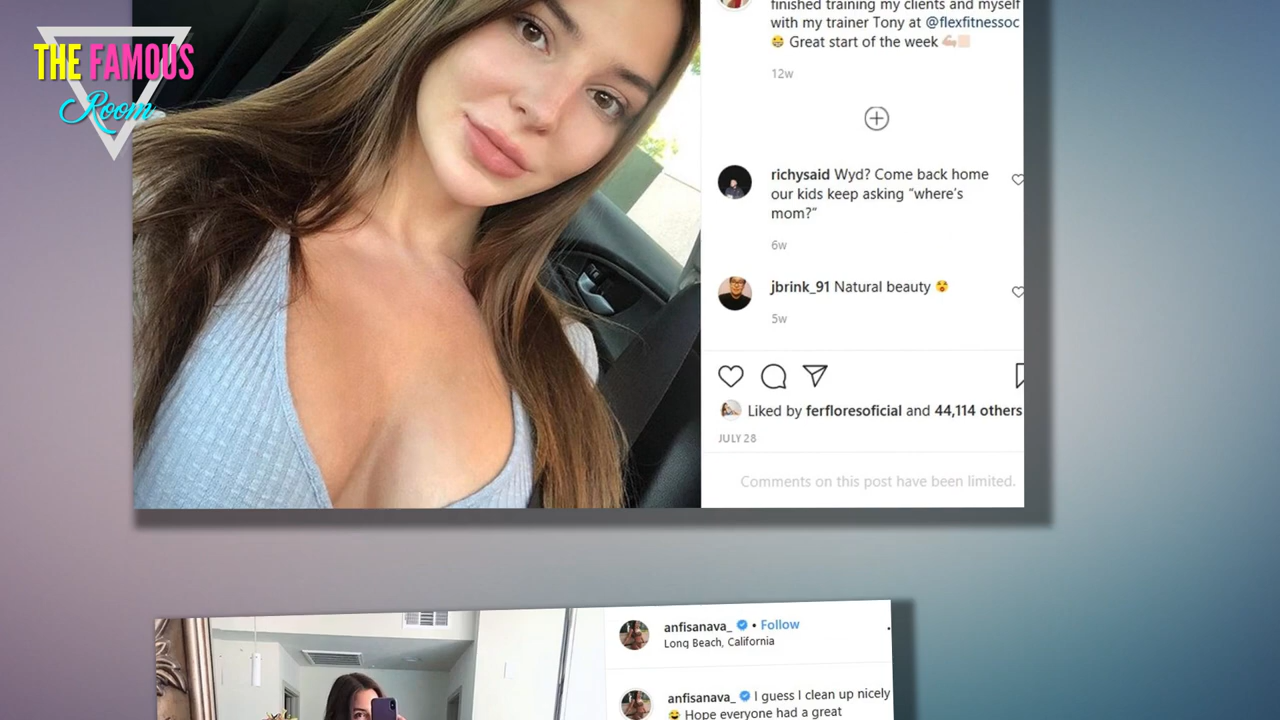 THE FAMOUS
Room
finished training my clients and myself
with my trainer Tony at @flexfitnessoc
😀 Great start of the week 💪🏻
12w
richysaid Wyd? Come back home
our kids keep asking "where's
mom?"
6w
jbrink_91 Natural beauty 😲
5w
Liked by ferfloresoficial and 44,114 others
JULY 28
Comments on this post have been limited.
anfisanava_ • Follow
Long Beach, California
anfisanava_ I guess I clean up nicely
😄 Hope everyone had a great